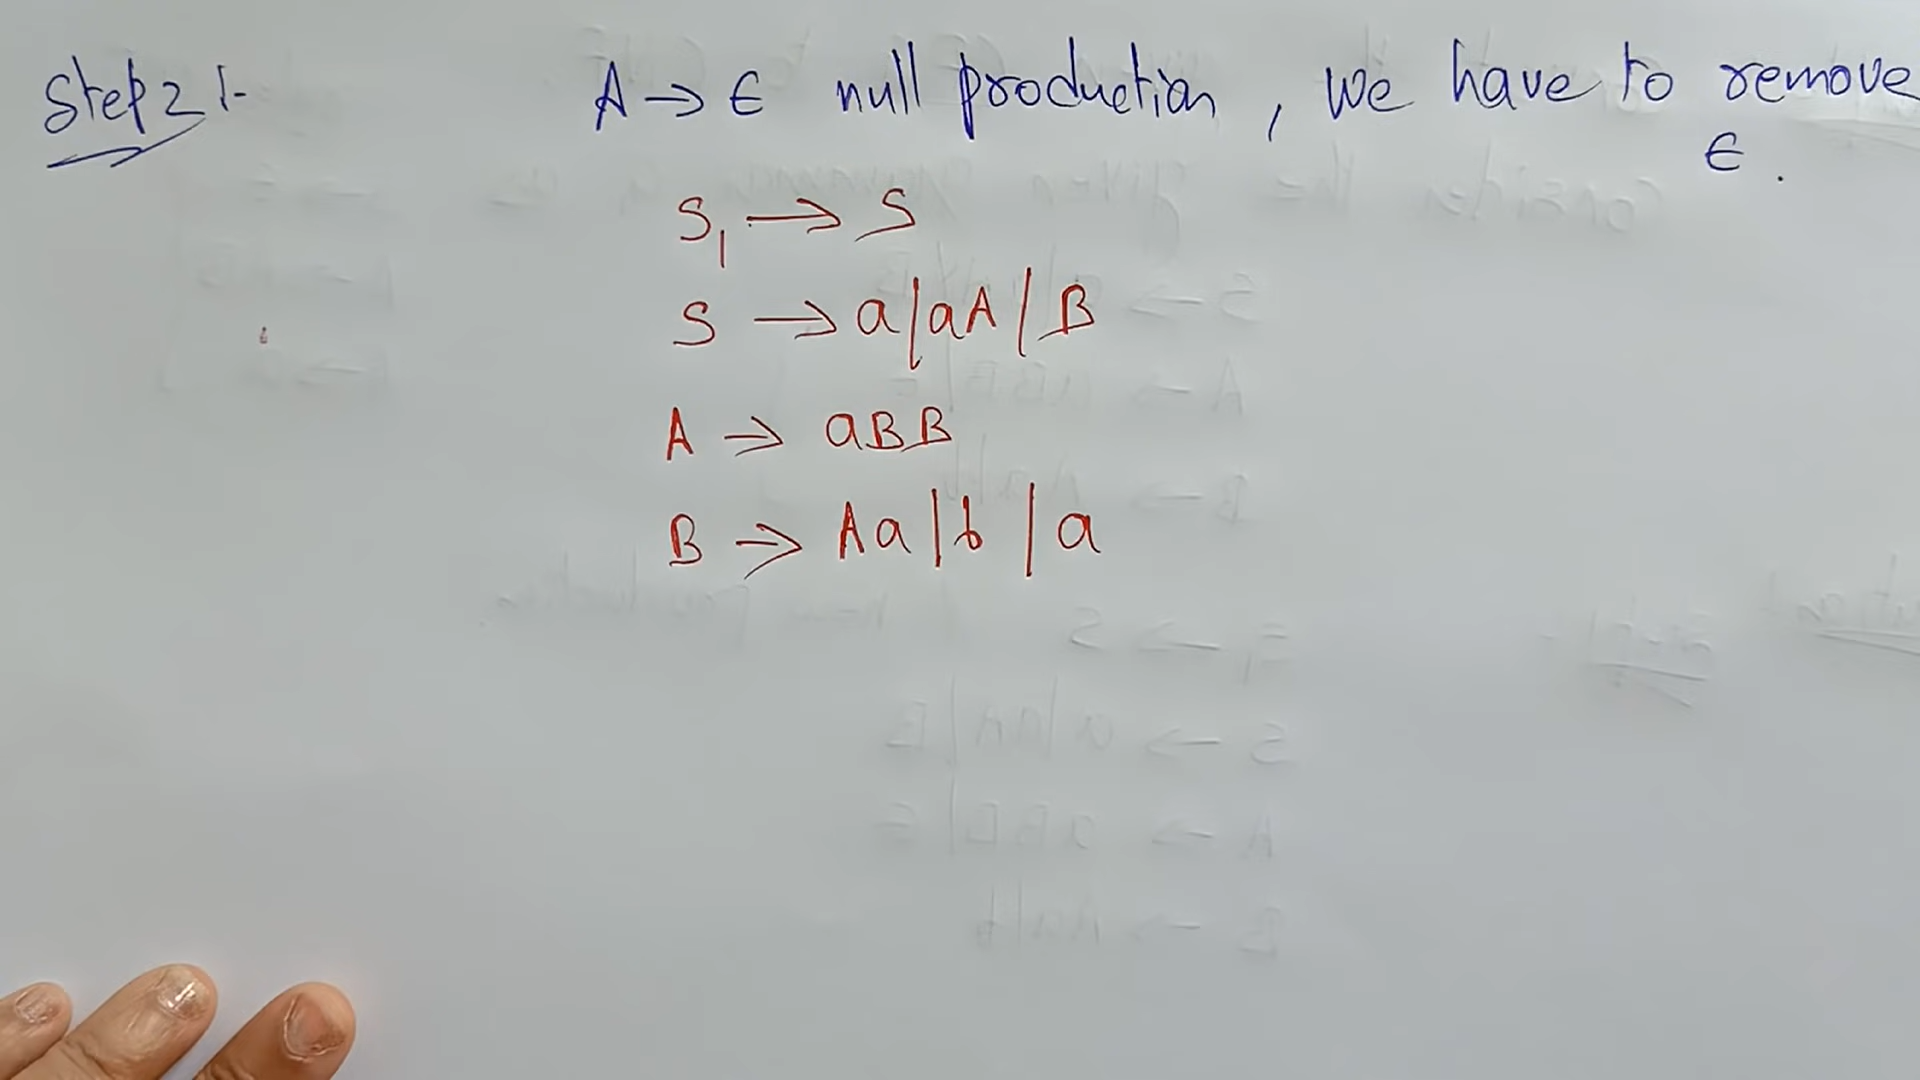 Step 2 :- A → ϵ null production, we have to remove
ϵ.
S₁ → S
S → a|aA|B
A → aBB
B → Aa|b|a